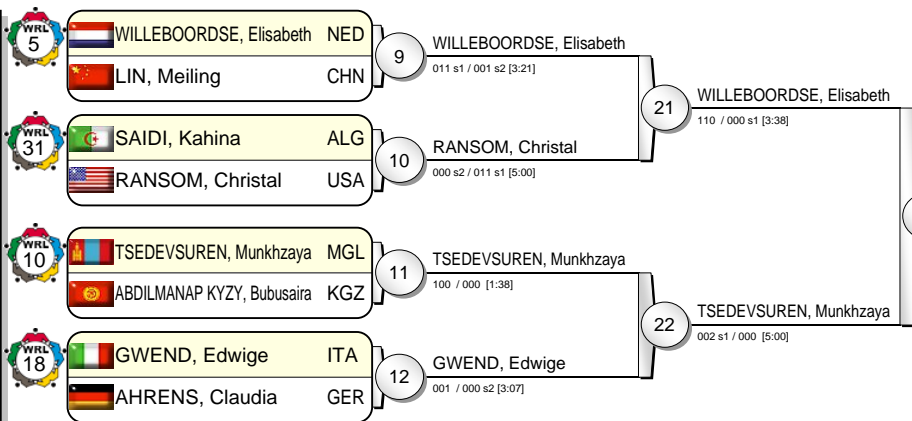 WRL
5
WILLEBOORDSE, Elisabeth NED
LIN, Meiling CHN
9
WILLEBOORDSE, Elisabeth
011 s1 / 001 s2 [3:21]
21
WILLEBOORDSE, Elisabeth
110 / 000 s1 [3:38]
WRL
31
SAIDI, Kahina ALG
RANSOM, Christal USA
10
RANSOM, Christal
000 s2 / 011 s1 [5:00]
WRL
10
TSEDEVSUREN, Munkhzaya MGL
ABDILMANAP KYZY, Bubusaira KGZ
11
TSEDEVSUREN, Munkhzaya
100 / 000 [1:38]
22
TSEDEVSUREN, Munkhzaya
002 s1 / 000 [5:00]
WRL
18
GWEND, Edwige ITA
AHRENS, Claudia GER
12
GWEND, Edwige
001 / 000 s2 [3:07]